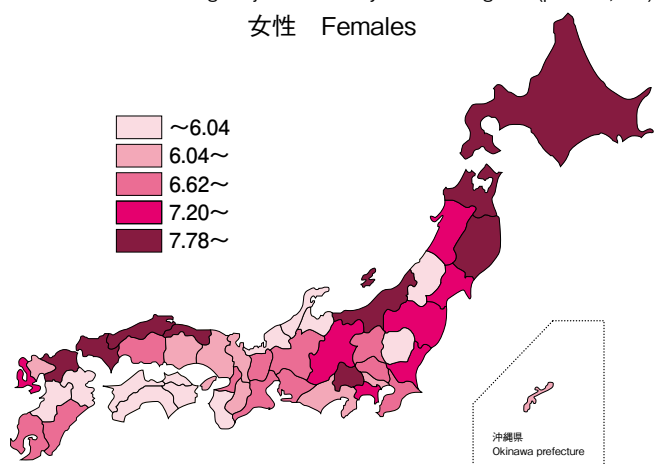 女性 Females
～6.04
6.04～
6.62～
7.20～
7.78～
沖縄県
Okinawa prefecture